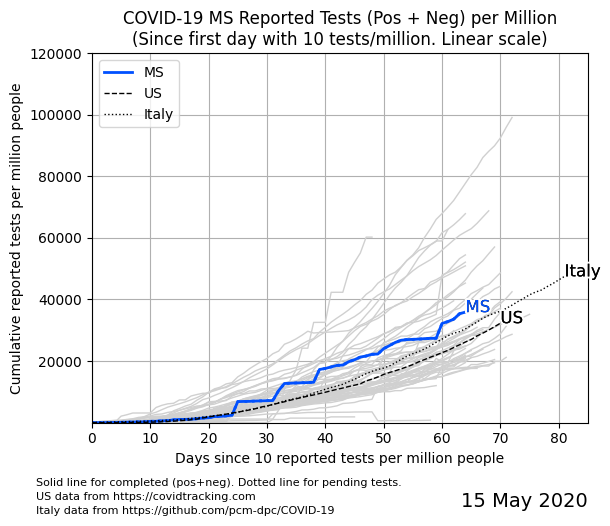 COVID-19 MS Reported Tests (Pos + Neg) per Million
(Since first day with 10 tests/million. Linear scale)
MS
US
Italy
Cumulative reported tests per million people
120000
100000
80000
60000
40000
20000
Italy
MS
US
0 10 20 30 40 50 60 70 80
Days since 10 reported tests per million people
Solid line for completed (pos+neg). Dotted line for pending tests.
US data from https://covidtracking.com
Italy data from https://github.com/pcm-dpc/COVID-19
15 May 2020